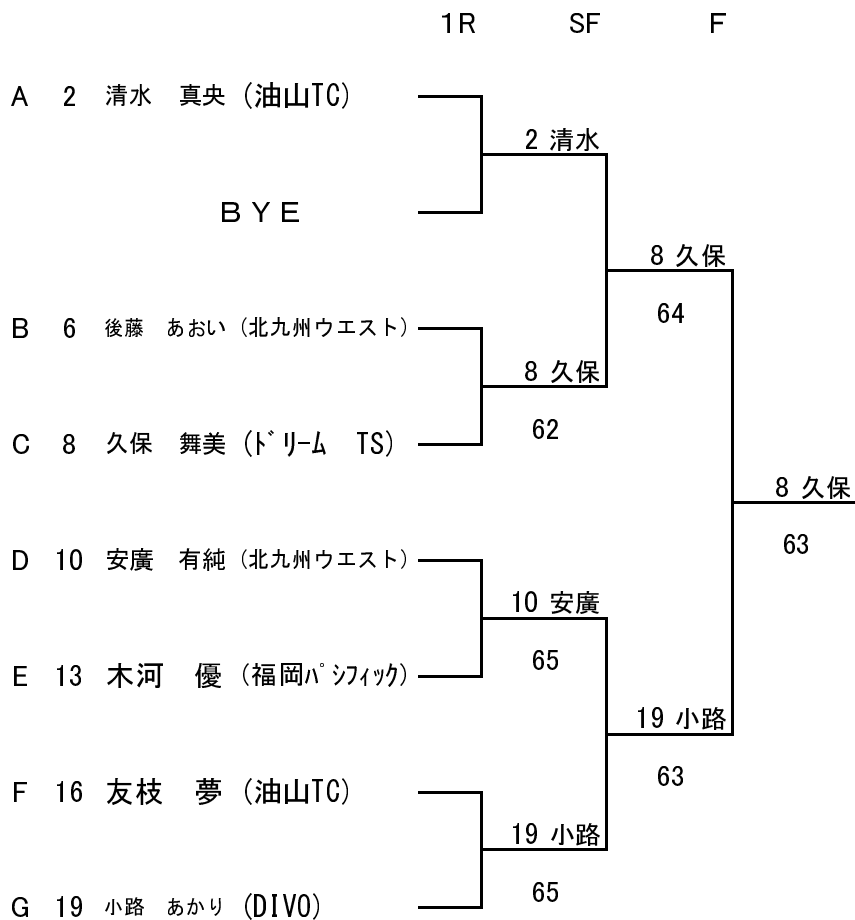 1R SF F
A 2 清水 真央 (油山TC)
2 清水
BYE
8 久保
64
B 6 後藤 あおい (北九州ウエスト)
8 久保
62
C 8 久保 舞美 (ﾄﾞﾘｰﾑ TS)
8 久保
63
D 10 安廣 有純 (北九州ウエスト)
10 安廣
65
E 13 木河 優 (福岡ﾊﾟｼﾌｨｯｸ)
19 小路
63
F 16 友枝 夢 (油山TC)
19 小路
65
G 19 小路 あかり (DIVO)